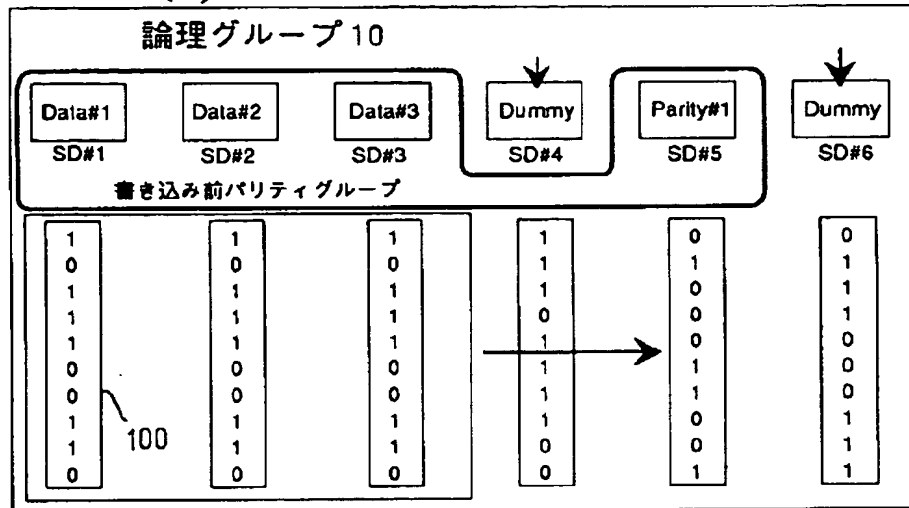 論理グループ10
Data#1 Data#2 Data#3 Dummy Parity#1 Dummy
SD#1 SD#2 SD#3 SD#4 SD#5 SD#6
書き込み前パリティグループ
1 1 1 1 0 0
0 0 0 1 1 1
1 1 1 1 0 1
1 1 1 0 0 1
1 1 1 1 0 0
0 0 0 1 1 0
0 0 0 1 1 0
1 1 1 1 0 1
1 1 1 0 0 1
0 0 0 0 1 1
100